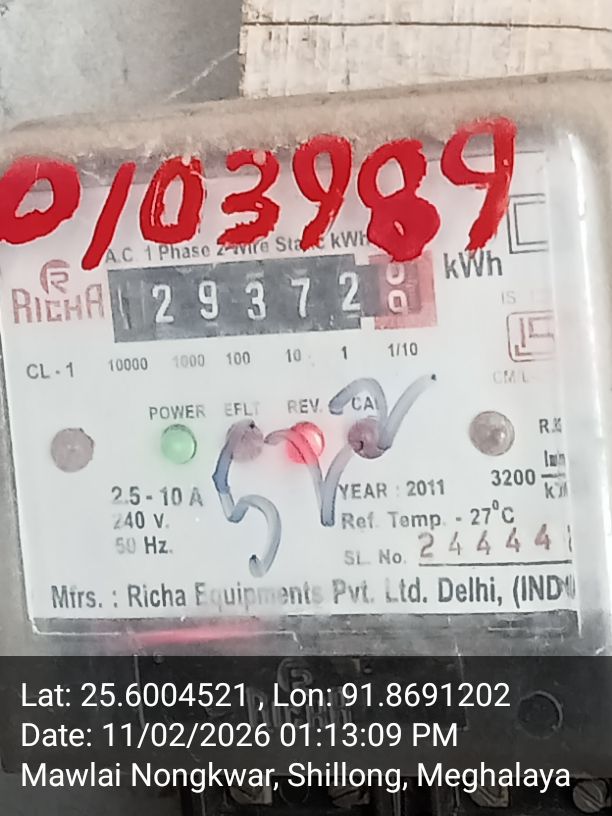 0103989
A.C. 1 Phase 2-Wire Static kWh
RICHA
29372
kWh
CL - 1
10000 1000 100 10 1 1/10
POWER EFLT REV. CAL
2.5 - 10 A
240 V.
50 Hz.
YEAR : 2011
Ref. Temp. - 27°C
3200
SL. No. 24444
Mfrs. : Richa Equipments Pvt. Ltd. Delhi,
Lat: 25.6004521 , Lon: 91.8691202
Date: 11/02/2026 01:13:09 PM
Mawlai Nongkwar, Shillong, Meghalaya